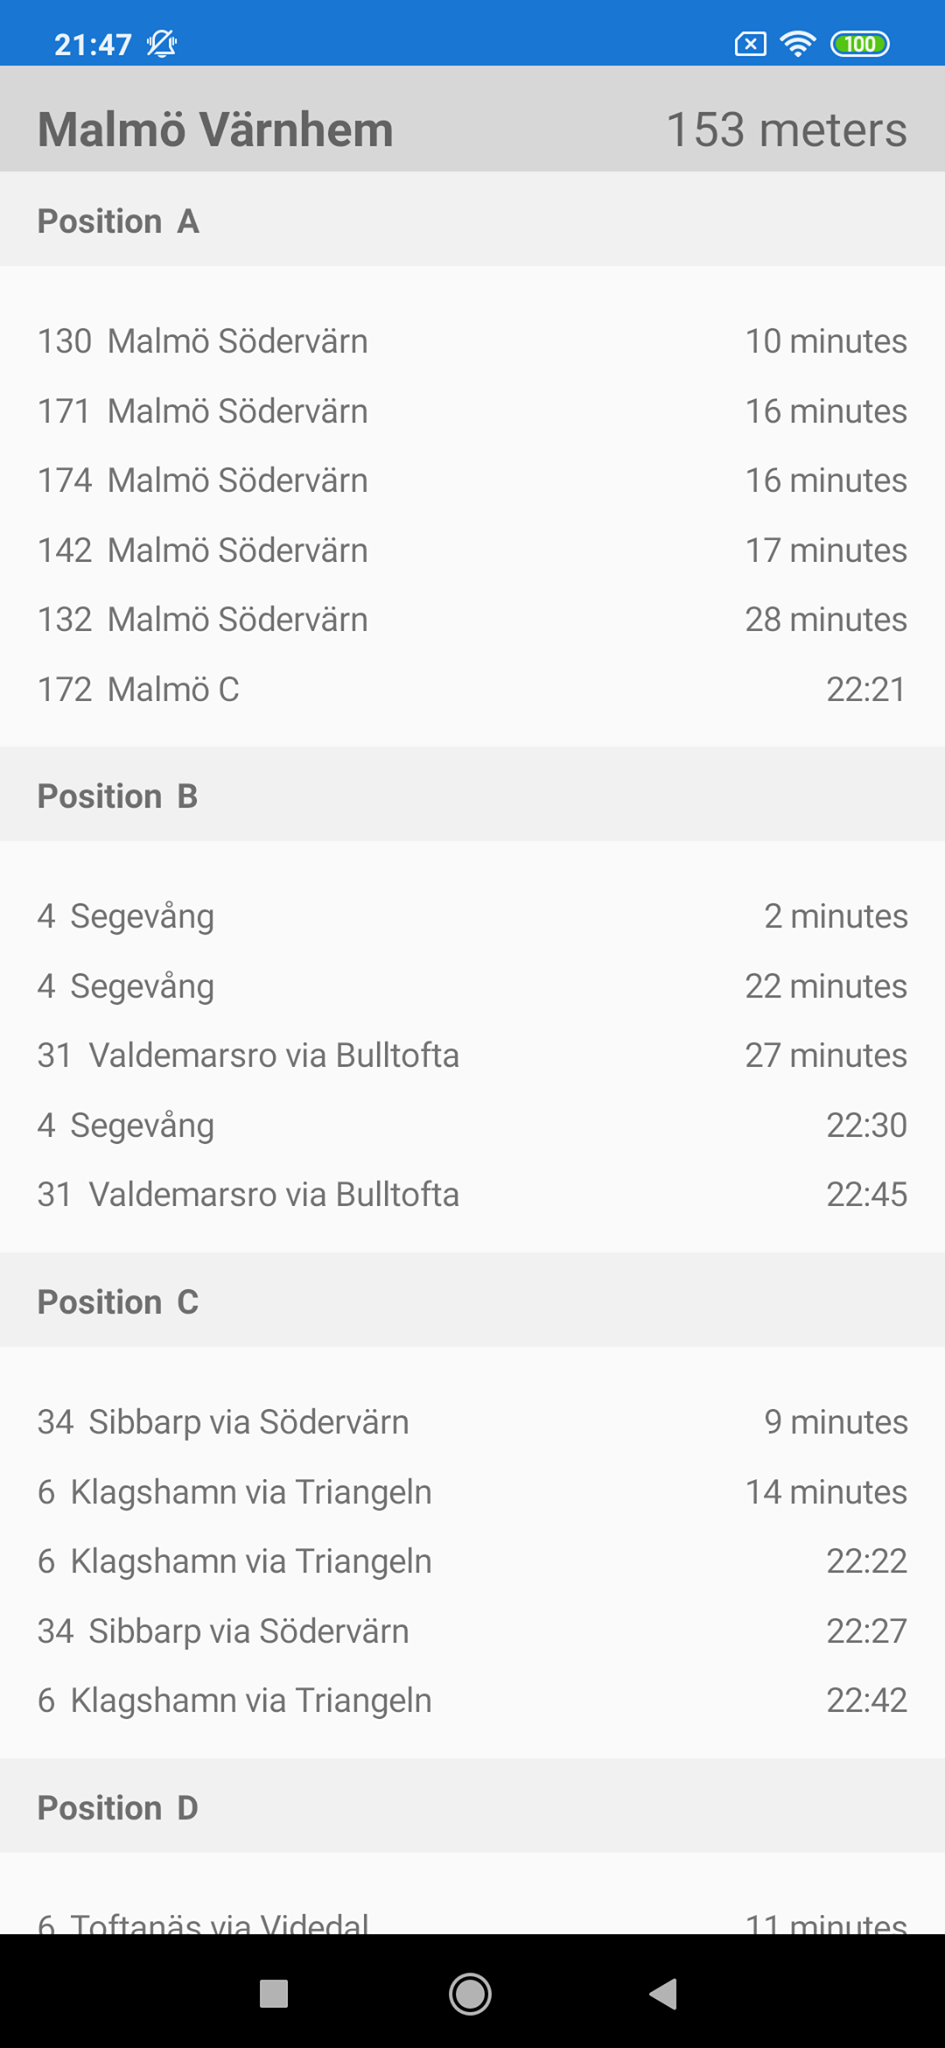 21:47 100
Malmö Värnhem 153 meters
Position A
130 Malmö Södervärn 10 minutes
171 Malmö Södervärn 16 minutes
174 Malmö Södervärn 16 minutes
142 Malmö Södervärn 17 minutes
132 Malmö Södervärn 28 minutes
172 Malmö C 22:21
Position B
4 Segevång 2 minutes
4 Segevång 22 minutes
31 Valdemarsro via Bulltofta 27 minutes
4 Segevång 22:30
31 Valdemarsro via Bulltofta 22:45
Position C
34 Sibbarp via Södervärn 9 minutes
6 Klagshamn via Triangeln 14 minutes
6 Klagshamn via Triangeln 22:22
34 Sibbarp via Södervärn 22:27
6 Klagshamn via Triangeln 22:42
Position D
6 Toftanäs via Videdal 11 minutes